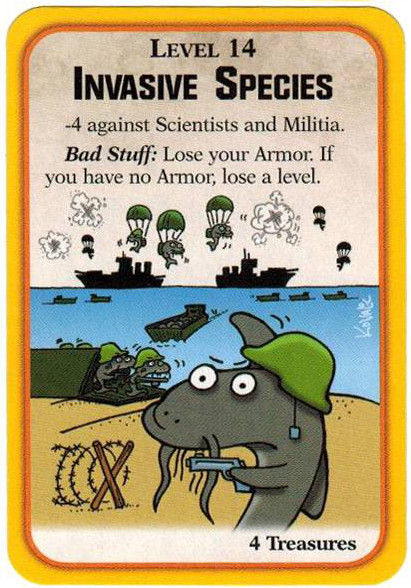 LEVEL 14
INVASIVE SPECIES
-4 against Scientists and Militia.
Bad Stuff: Lose your Armor. If
you have no Armor, lose a level.
KOVALIC
4 Treasures